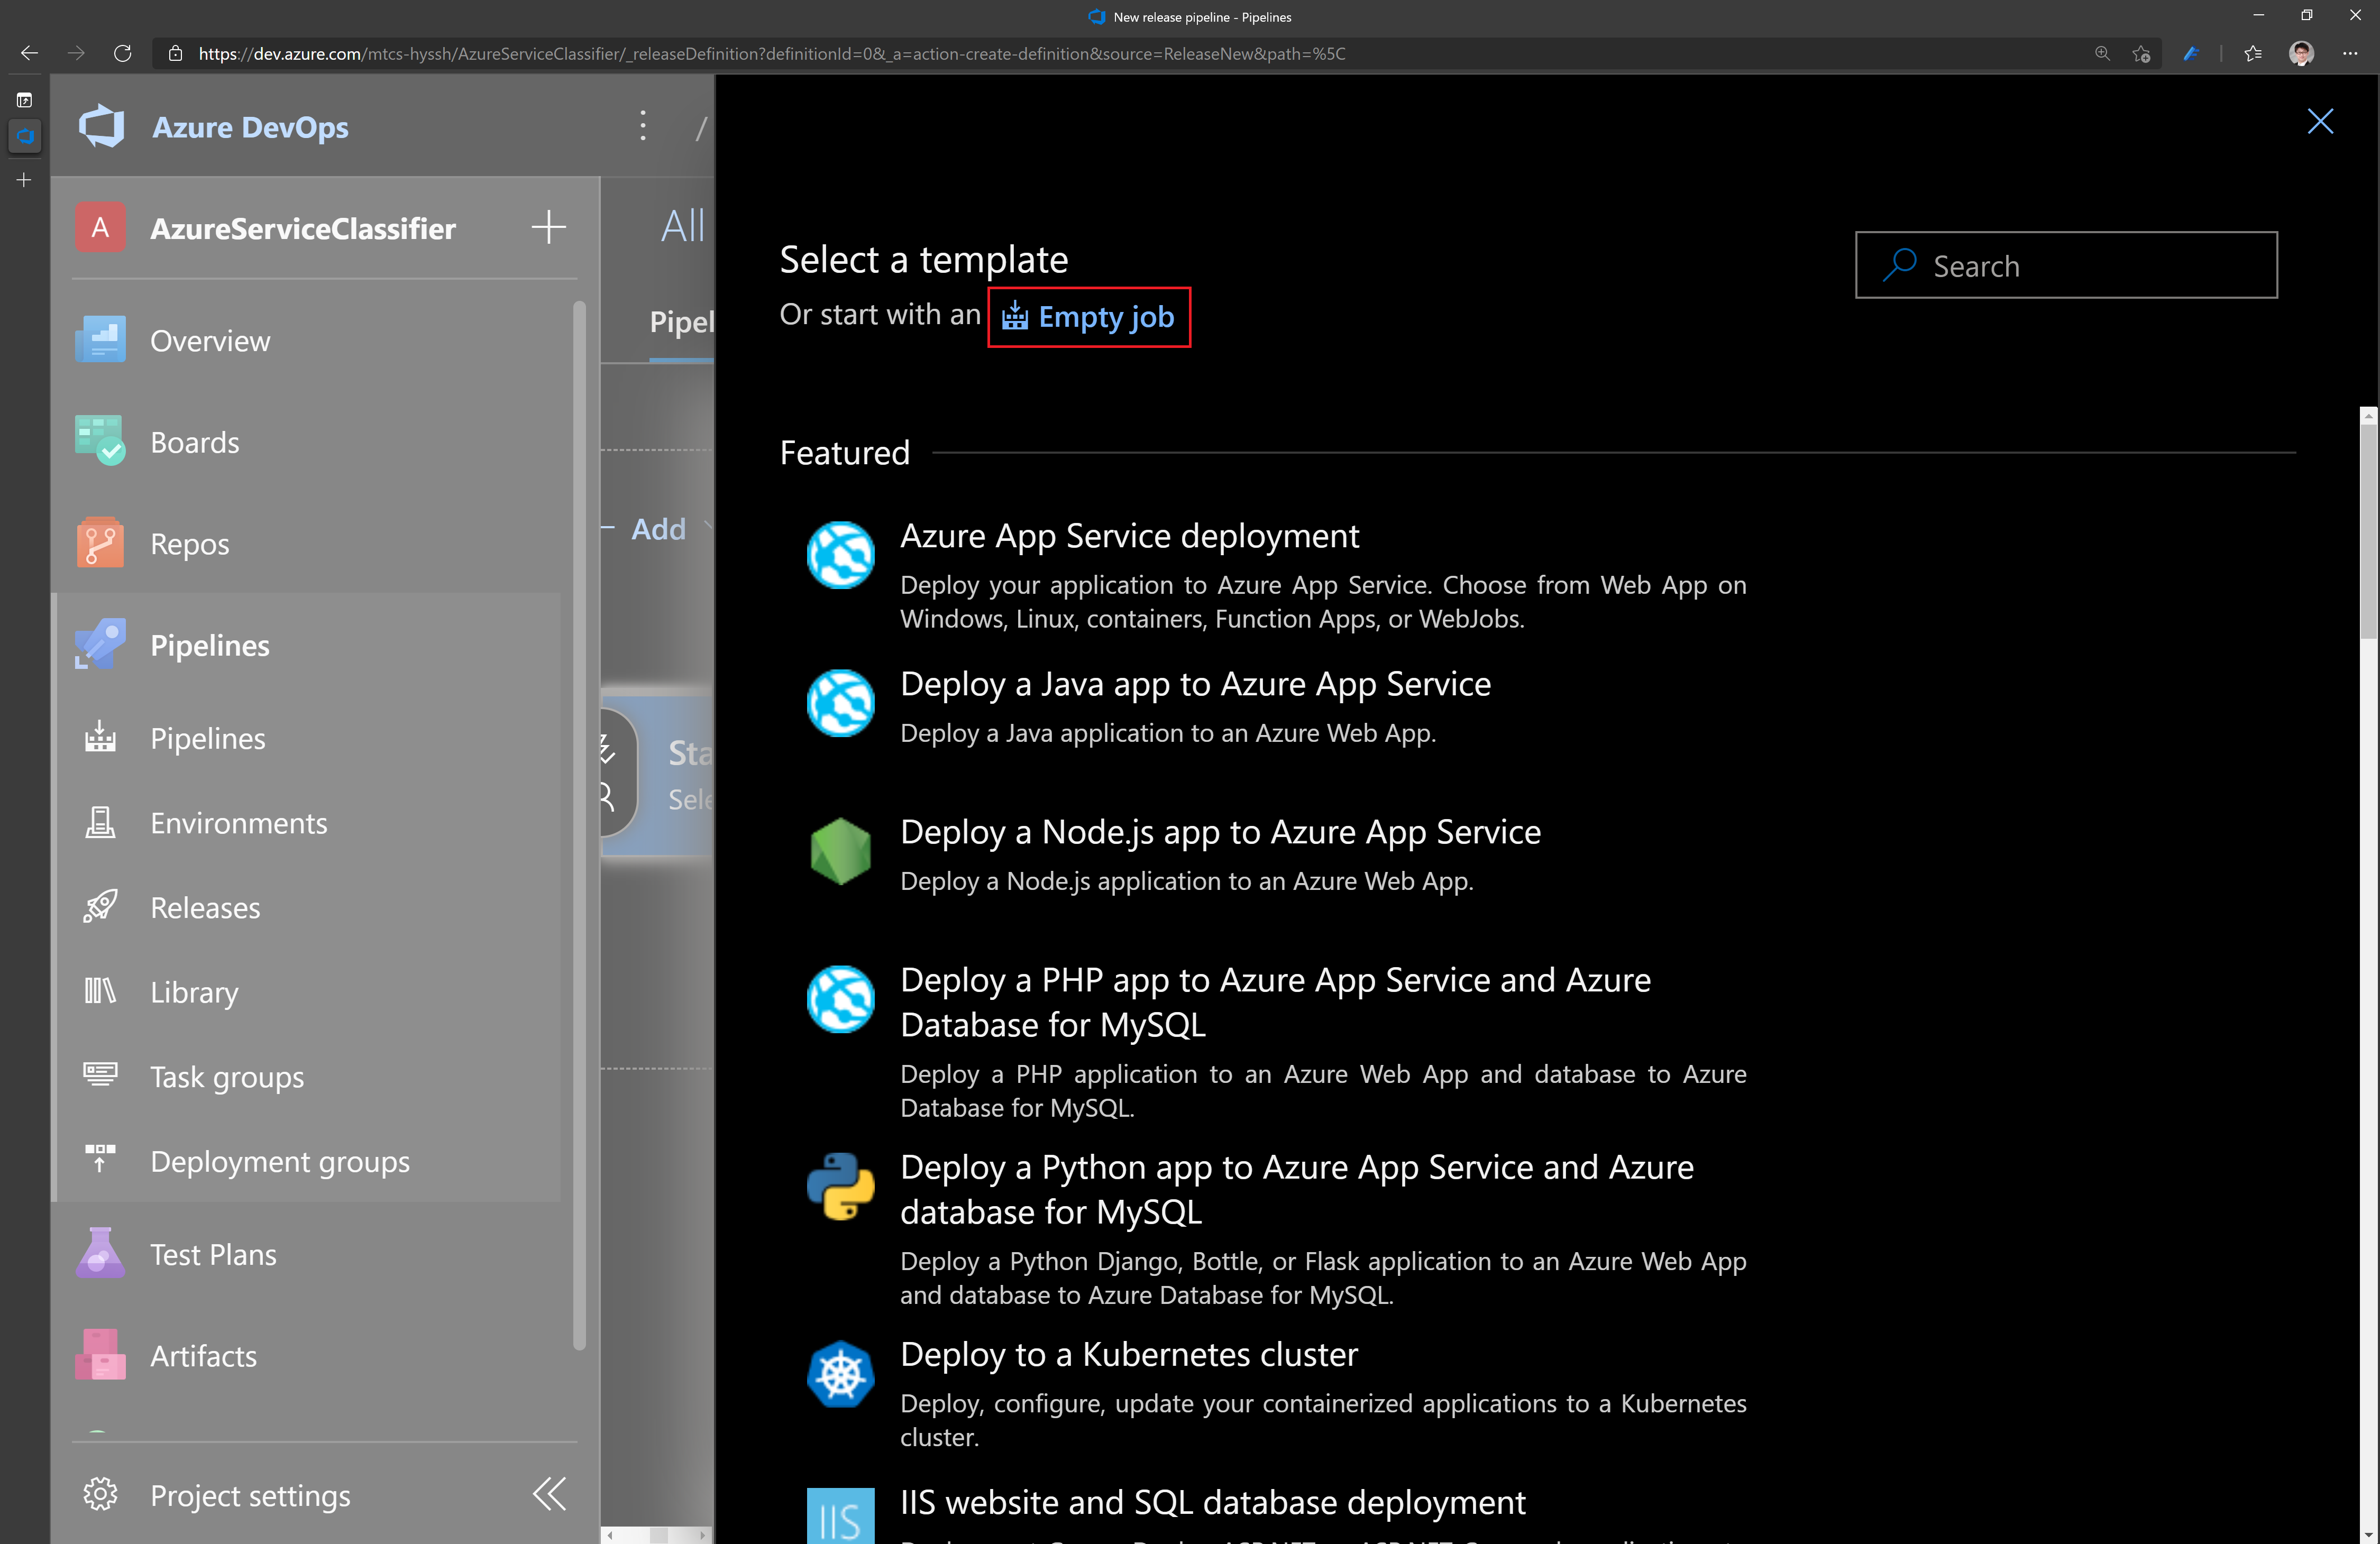 New release pipeline - Pipelines
https://dev.azure.com/mtcs-hyssh/AzureServiceClassifier/_releaseDefinition?definitionId=0&_a=action-create-definition&source=ReleaseNew&path=%5C
Azure DevOps
/
A
AzureServiceClassifier
Overview
Boards
Repos
Pipelines
Pipelines
Environments
Releases
Library
Task groups
Deployment groups
Test Plans
Artifacts
Project settings
All
Pipel
Add
Sta
Sele
Select a template
Or start with an Empty job
Search
Featured
Azure App Service deployment
Deploy your application to Azure App Service. Choose from Web App on
Windows, Linux, containers, Function Apps, or WebJobs.
Deploy a Java app to Azure App Service
Deploy a Java application to an Azure Web App.
Deploy a Node.js app to Azure App Service
Deploy a Node.js application to an Azure Web App.
Deploy a PHP app to Azure App Service and Azure
Database for MySQL
Deploy a PHP application to an Azure Web App and database to Azure
Database for MySQL.
Deploy a Python app to Azure App Service and Azure
database for MySQL
Deploy a Python Django, Bottle, or Flask application to an Azure Web App
and database to Azure Database for MySQL.
Deploy to a Kubernetes cluster
Deploy, configure, update your containerized applications to a Kubernetes
cluster.
IIS
IIS website and SQL database deployment